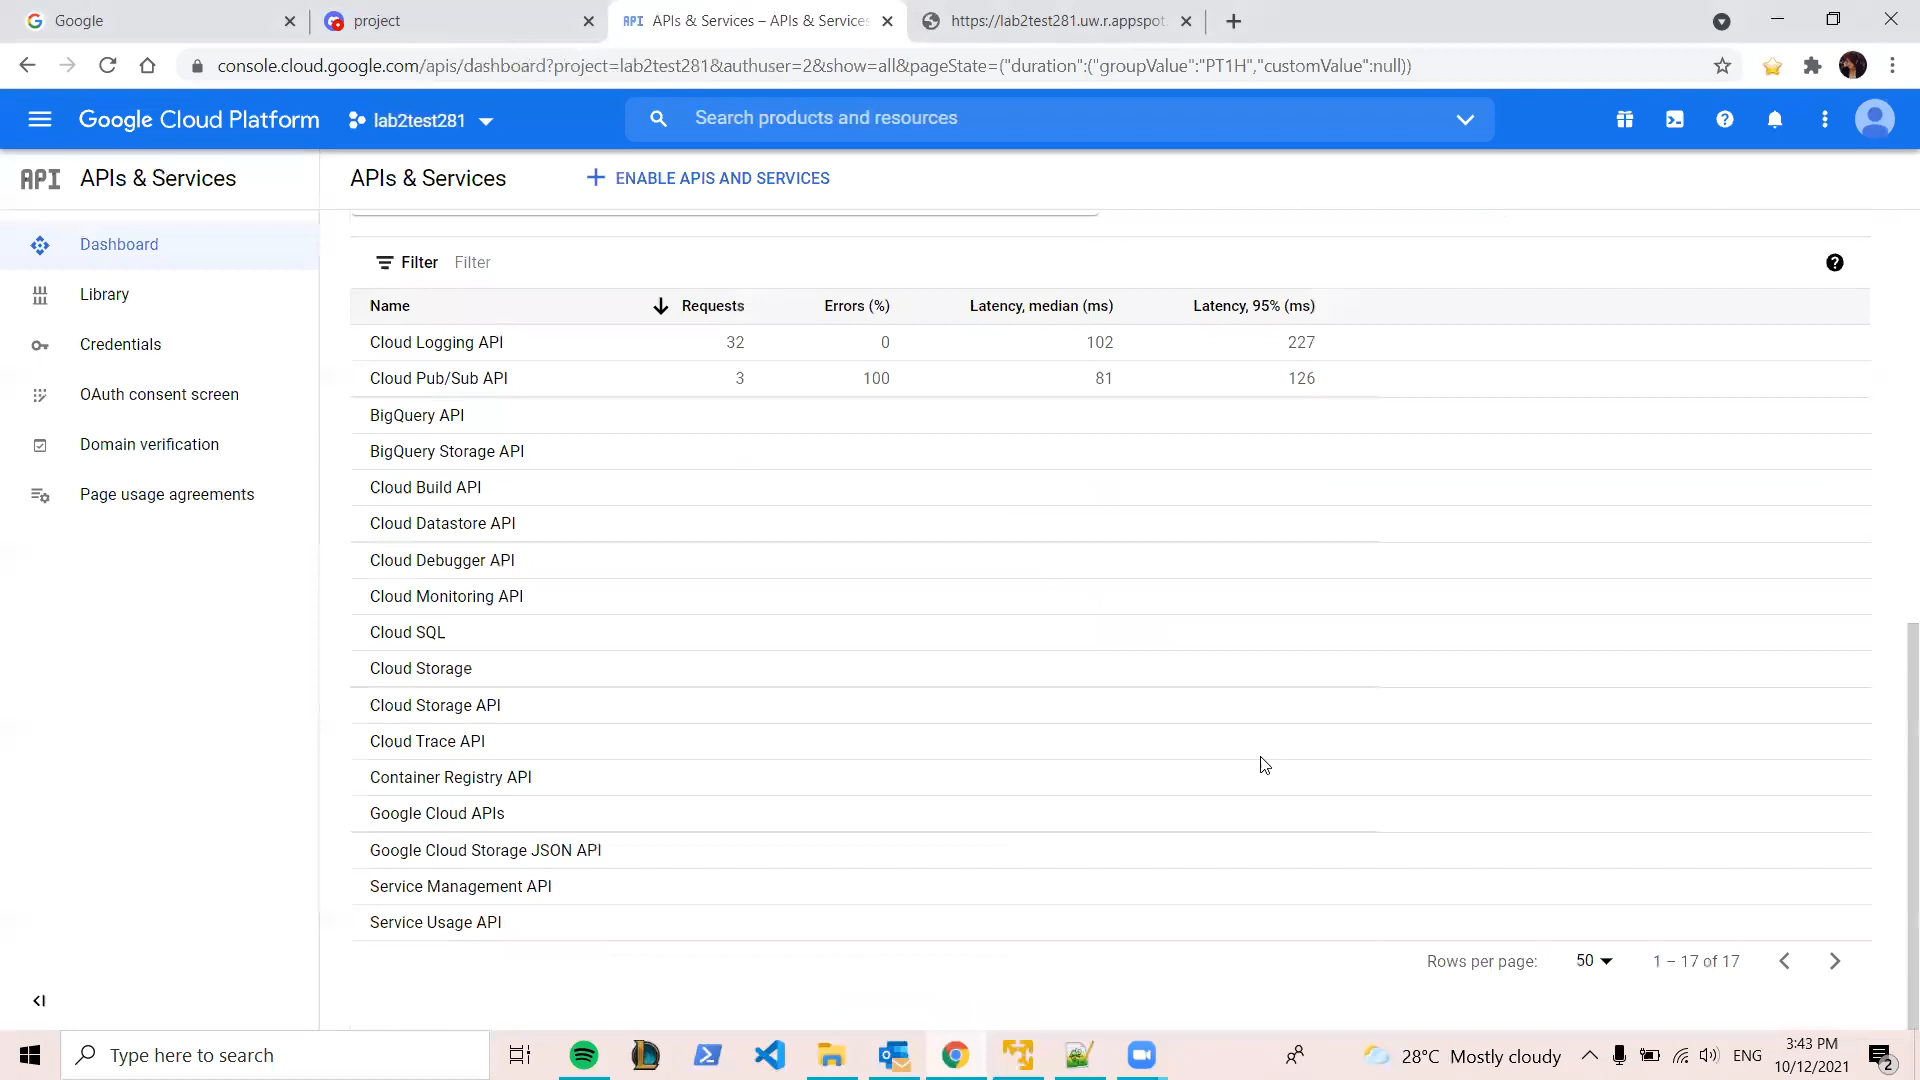 Google
project
API APIs & Services – APIs & Services
https://lab2test281.uw.r.appspot.
console.cloud.google.com/apis/dashboard?project=lab2test281&authuser=2&show=all&pageState=("duration":("groupValue":"PT1H","customValue":null))
Google Cloud Platform
lab2test281
Search products and resources
API APIs & Services
APIs & Services
ENABLE APIS AND SERVICES
Dashboard
Library
Credentials
OAuth consent screen
Domain verification
Page usage agreements
Filter Filter
Name Requests Errors (%) Latency, median (ms) Latency, 95% (ms)
Cloud Logging API 32 0 102 227
Cloud Pub/Sub API 3 100 81 126
BigQuery API
BigQuery Storage API
Cloud Build API
Cloud Datastore API
Cloud Debugger API
Cloud Monitoring API
Cloud SQL
Cloud Storage
Cloud Storage API
Cloud Trace API
Container Registry API
Google Cloud APIs
Google Cloud Storage JSON API
Service Management API
Service Usage API
Rows per page: 50 1 – 17 of 17
Type here to search
28°C Mostly cloudy
ENG
3:43 PM
10/12/2021
2